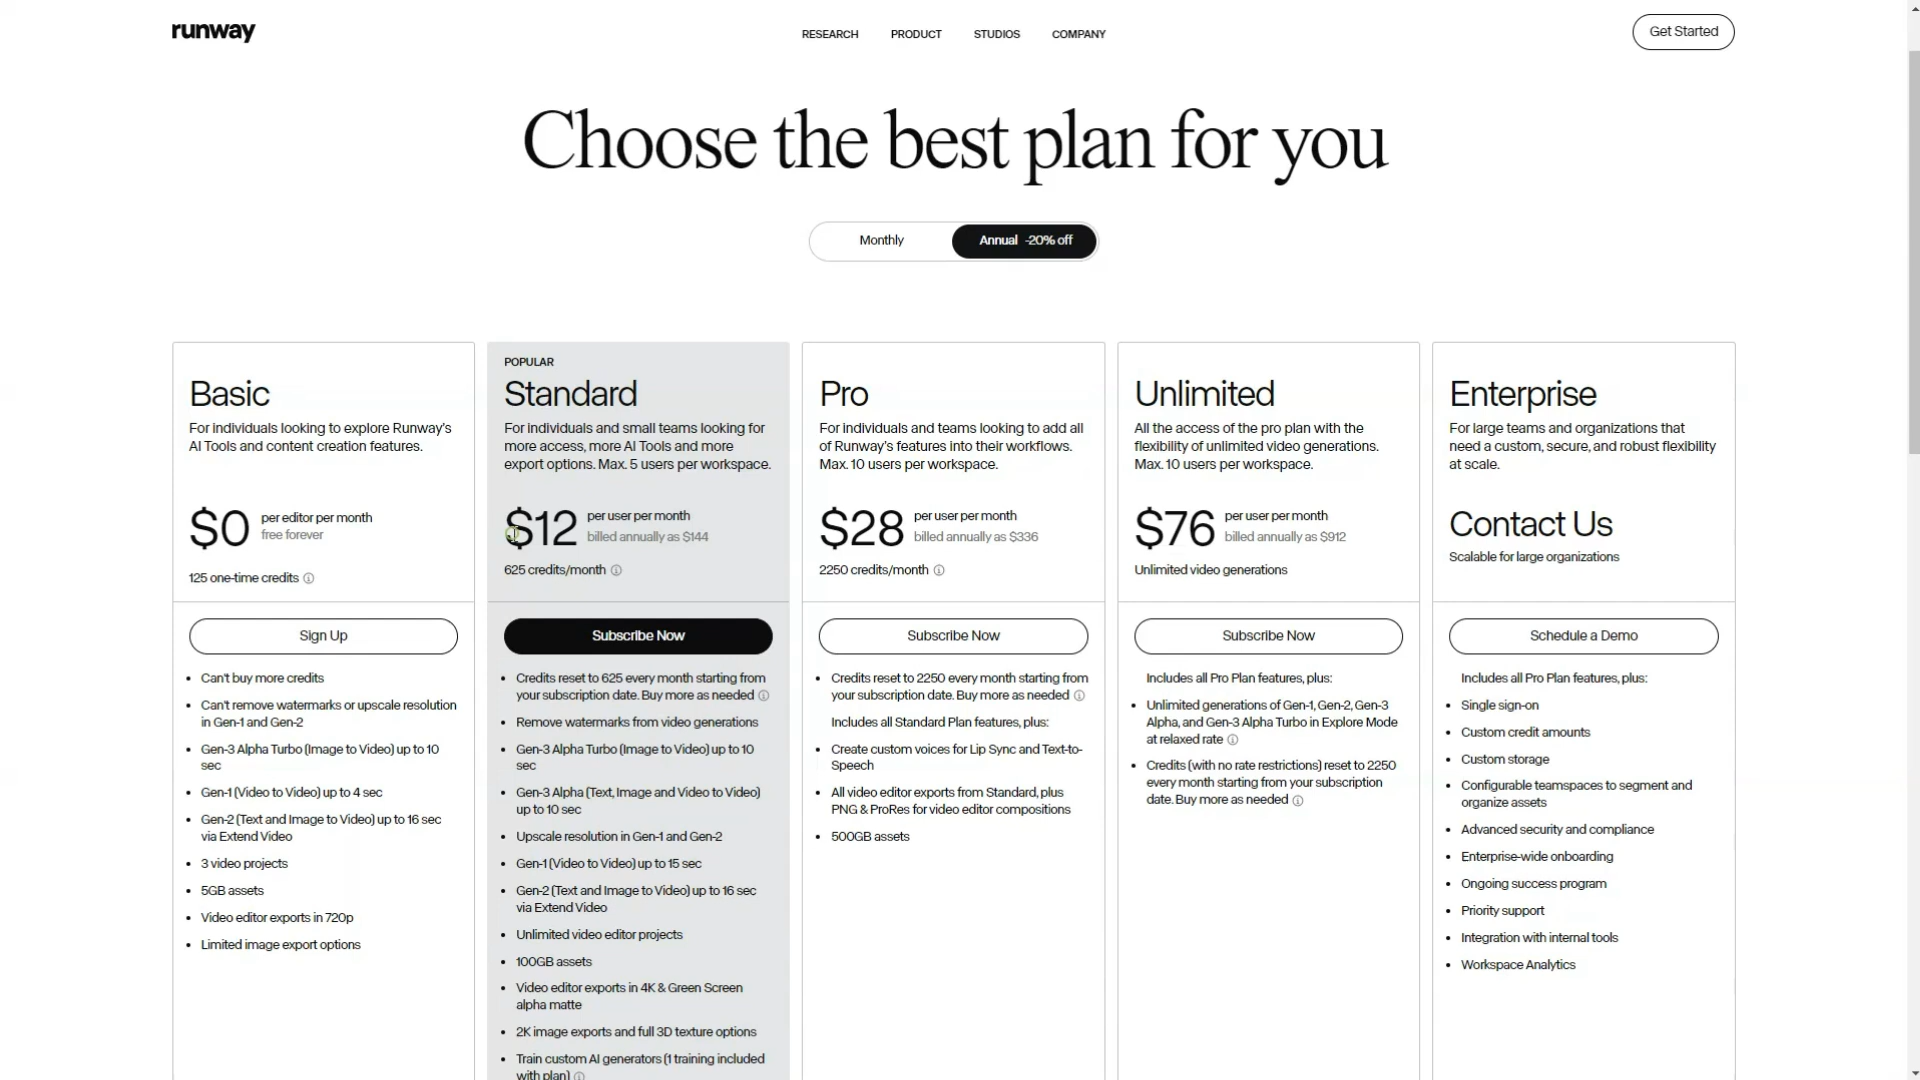 runway
RESEARCH
PRODUCT
STUDIOS
COMPANY
Get Started
Choose the best plan for you
Monthly
Annual -20% off
Basic
For individuals looking to explore Runway's
AI Tools and content creation features.
$0
per editor per month
free forever
125 one-time credits
Sign Up
Can't buy more credits
Can't remove watermarks or upscale resolution
in Gen-1 and Gen-2
Gen-3 Alpha Turbo (Image to Video) up to 10
sec
Gen-1 (Video to Video) up to 4 sec
Gen-2 (Text and Image to Video) up to 16 sec
via Extend Video
3 video projects
5GB assets
Video editor exports in 720p
Limited image export options
POPULAR
Standard
For individuals and small teams looking for
more access, more AI Tools and more
export options. Max. 5 users per workspace.
$12
per user per month
billed annually as $144
625 credits/month
Subscribe Now
Credits reset to 625 every month starting from
your subscription date. Buy more as needed
Remove watermarks from video generations
Gen-3 Alpha Turbo (Image to Video) up to 10
sec
Gen-3 Alpha (Text, Image and Video to Video)
up to 10 sec
Upscale resolution in Gen-1 and Gen-2
Gen-1 (Video to Video) up to 15 sec
Gen-2 (Text and Image to Video) up to 16 sec
via Extend Video
Unlimited video editor projects
100GB assets
Video editor exports in 4K & Green Screen
alpha matte
2K image exports and full 3D texture options
Train custom AI generators (1 training included
with plan)
Pro
For individuals and teams looking to add all
of Runway's features into their workflows.
Max. 10 users per workspace.
$28
per user per month
billed annually as $336
2250 credits/month
Subscribe Now
Credits reset to 2250 every month starting from
your subscription date. Buy more as needed
Includes all Standard Plan features, plus:
Create custom voices for Lip Sync and Text-to-
Speech
All video editor exports from Standard, plus
PNG & ProRes for video editor compositions
500GB assets
Unlimited
All the access of the pro plan with the
flexibility of unlimited video generations.
Max. 10 users per workspace.
$76
per user per month
billed annually as $912
Unlimited video generations
Subscribe Now
Includes all Pro Plan features, plus:
Unlimited generations of Gen-1, Gen-2, Gen-3
Alpha, and Gen-3 Alpha Turbo in Explore Mode
at relaxed rate
Credits (with no rate restrictions) reset to 2250
every month starting from your subscription
date. Buy more as needed
Enterprise
For large teams and organizations that
need a custom, secure, and robust flexibility
at scale.
Contact Us
Scalable for large organizations
Schedule a Demo
Includes all Pro Plan features, plus:
Single sign-on
Custom credit amounts
Custom storage
Configurable teamspaces to segment and
organize assets
Advanced security and compliance
Enterprise-wide onboarding
Ongoing success program
Priority support
Integration with internal tools
Workspace Analytics